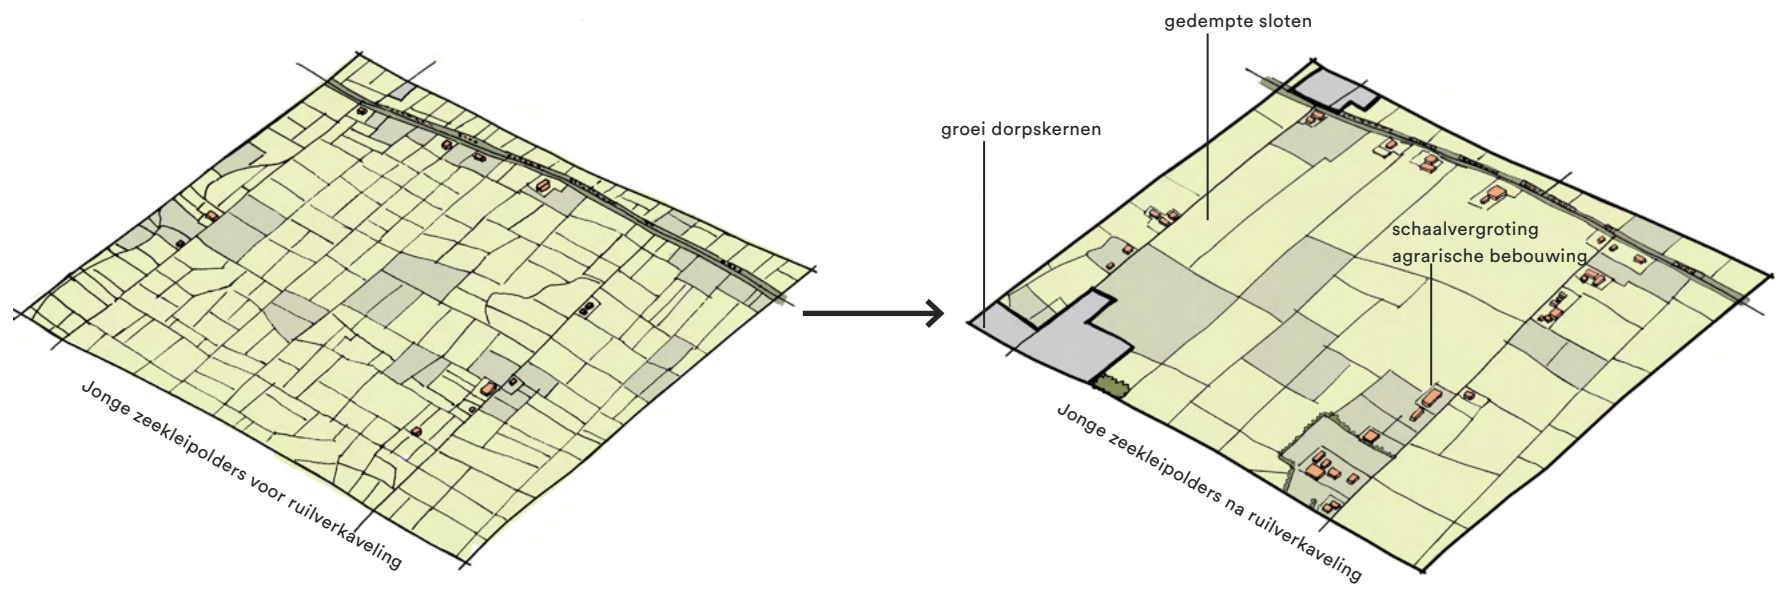 gedempte sloten
groei dorpskernen
schaalvergroting
agrarische bebouwing
Jonge zeekleipolders voor ruilverkaveling
Jonge zeekleipolders na ruilverkaveling